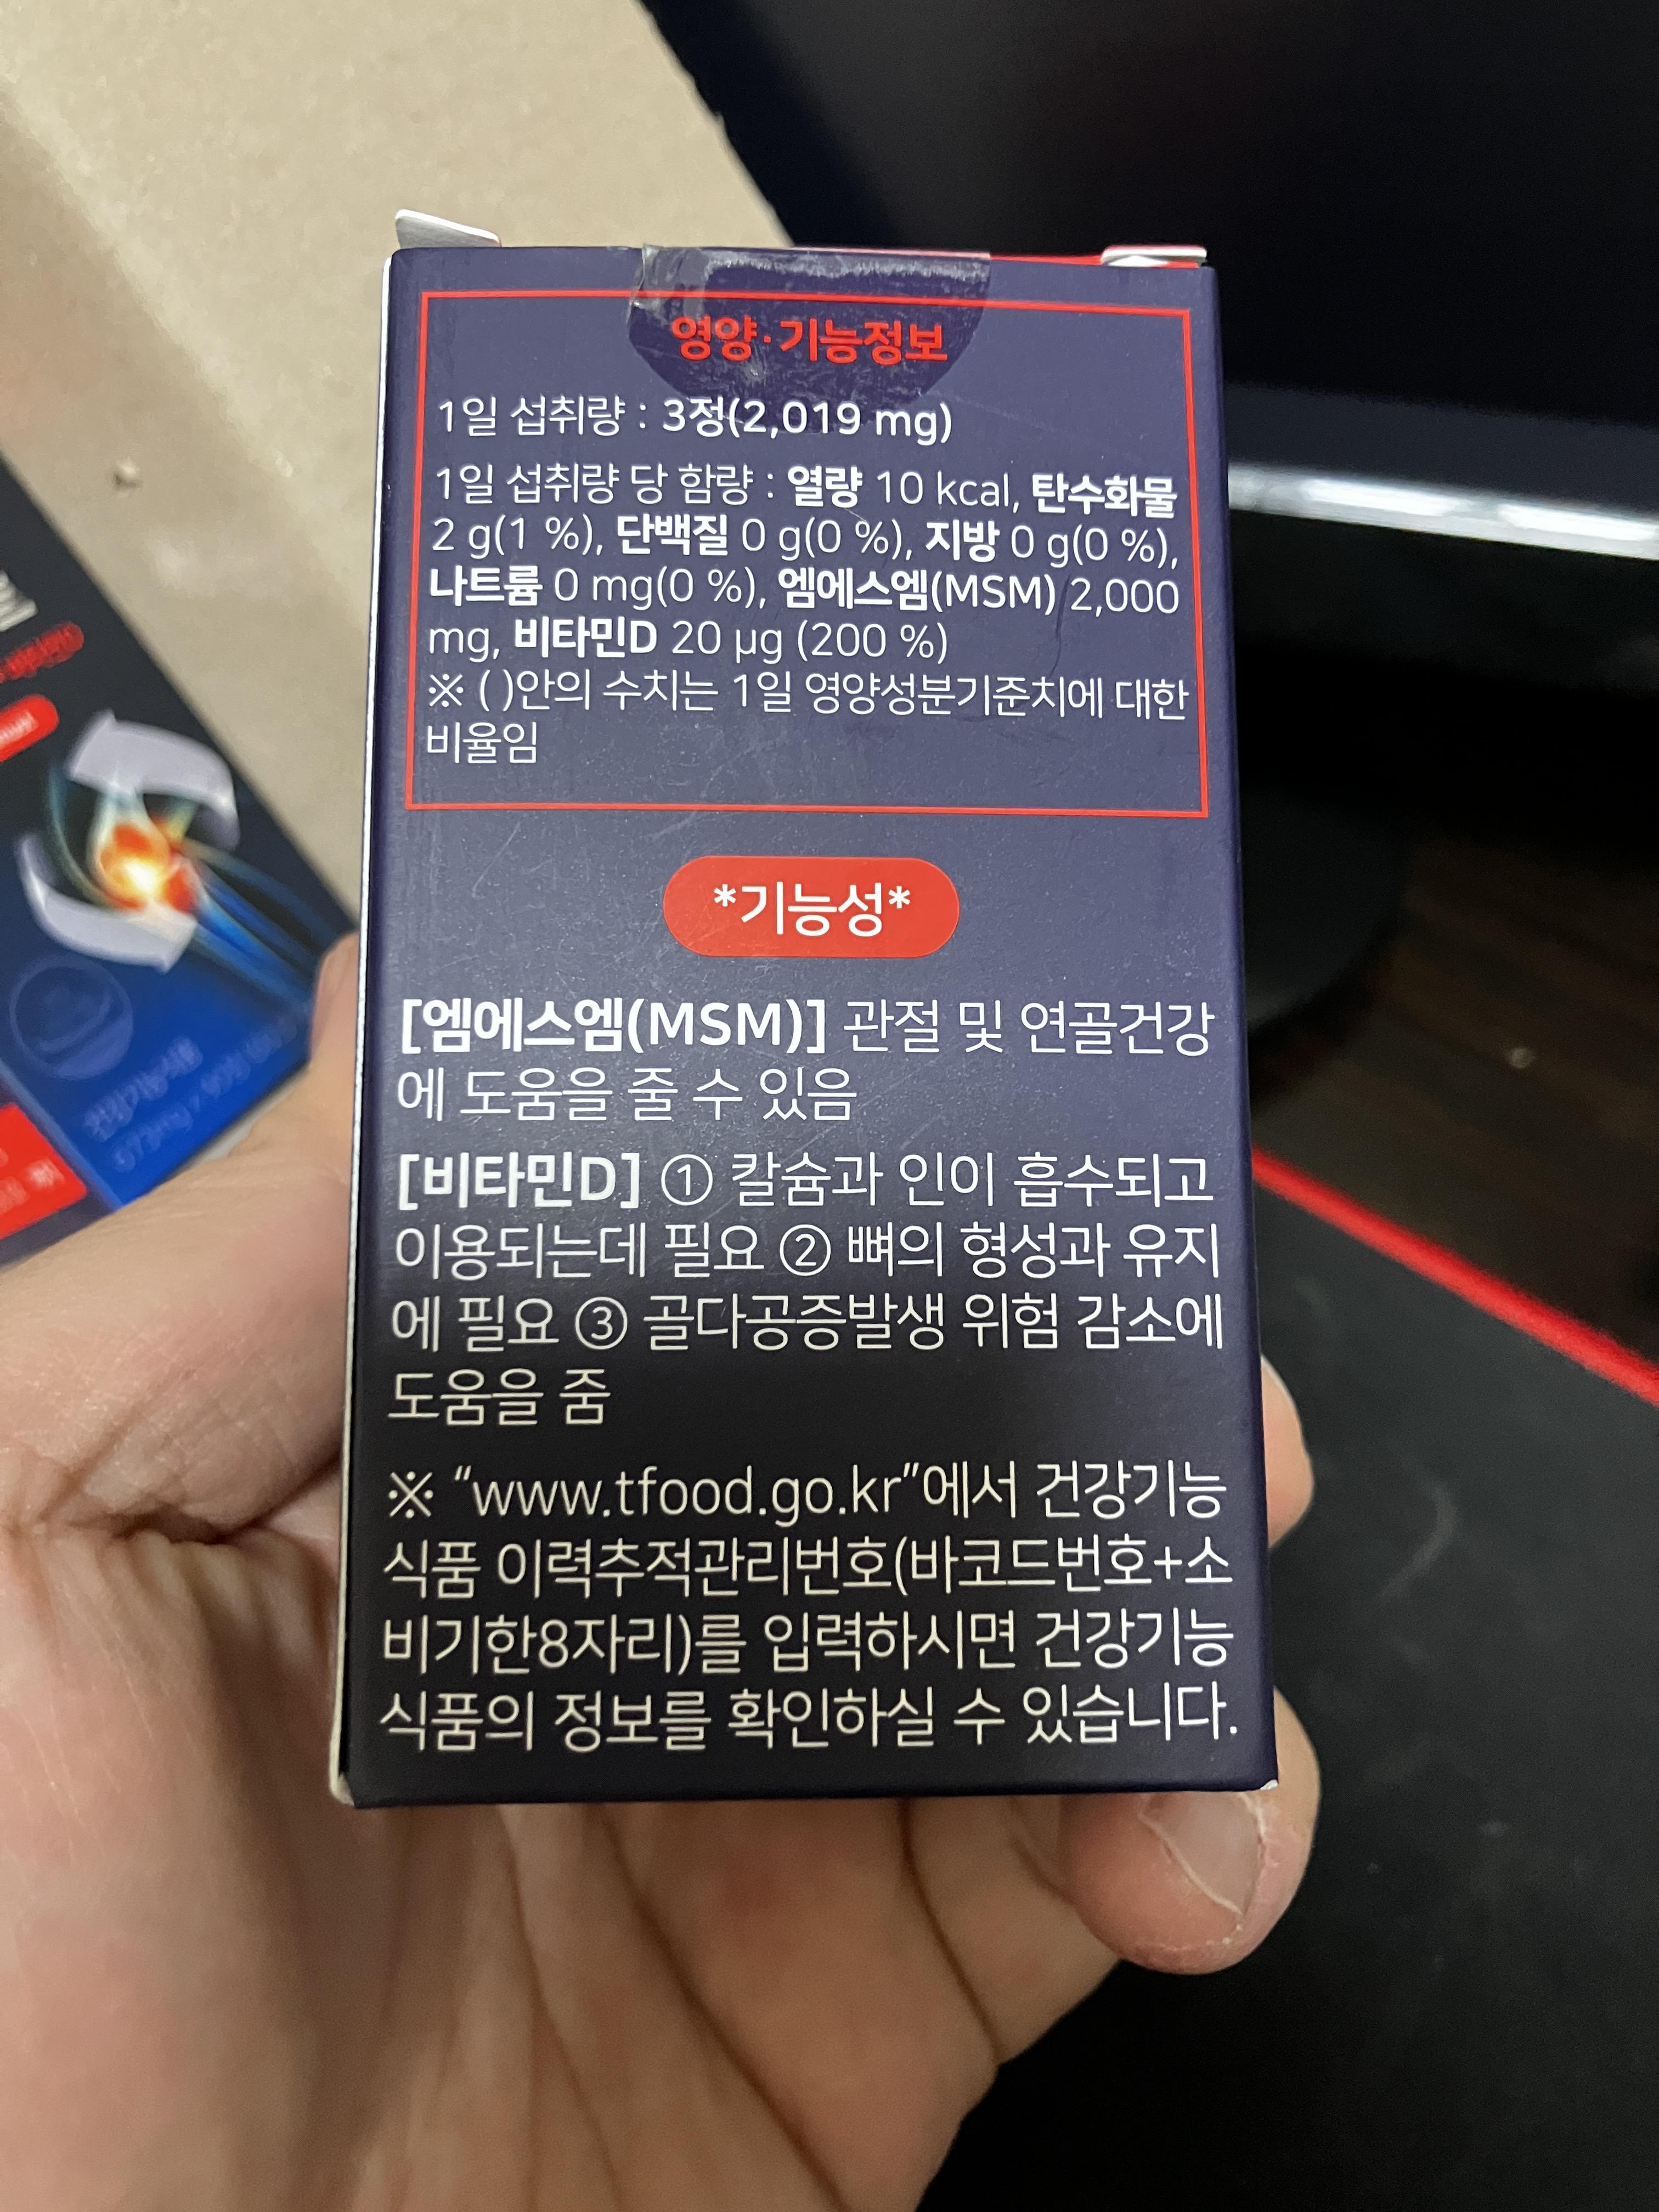 영양·기능정보
1일 섭취량 : 3정(2,019 mg)
1일 섭취량 당 함량 : 열량 10 kcal, 탄수화물
2 g(1 %), 단백질 0 g(0 %), 지방 0 g(0 %),
나트륨 0 mg(0 %), 엠에스엠(MSM) 2,000
mg, 비타민D 20 µg (200 %)
※ ( )안의 수치는 1일 영양성분기준치에 대한
비율임
*기능성*
[엠에스엠(MSM)] 관절 및 연골건강
에 도움을 줄 수 있음
[비타민D] ① 칼슘과 인이 흡수되고
이용되는데 필요 ② 뼈의 형성과 유지
에 필요 ③ 골다공증발생 위험 감소에
도움을 줌
※ “www.tfood.go.kr”에서 건강기능
식품 이력추적관리번호(바코드번호+소
비기한8자리)를 입력하시면 건강기능
식품의 정보를 확인하실 수 있습니다.